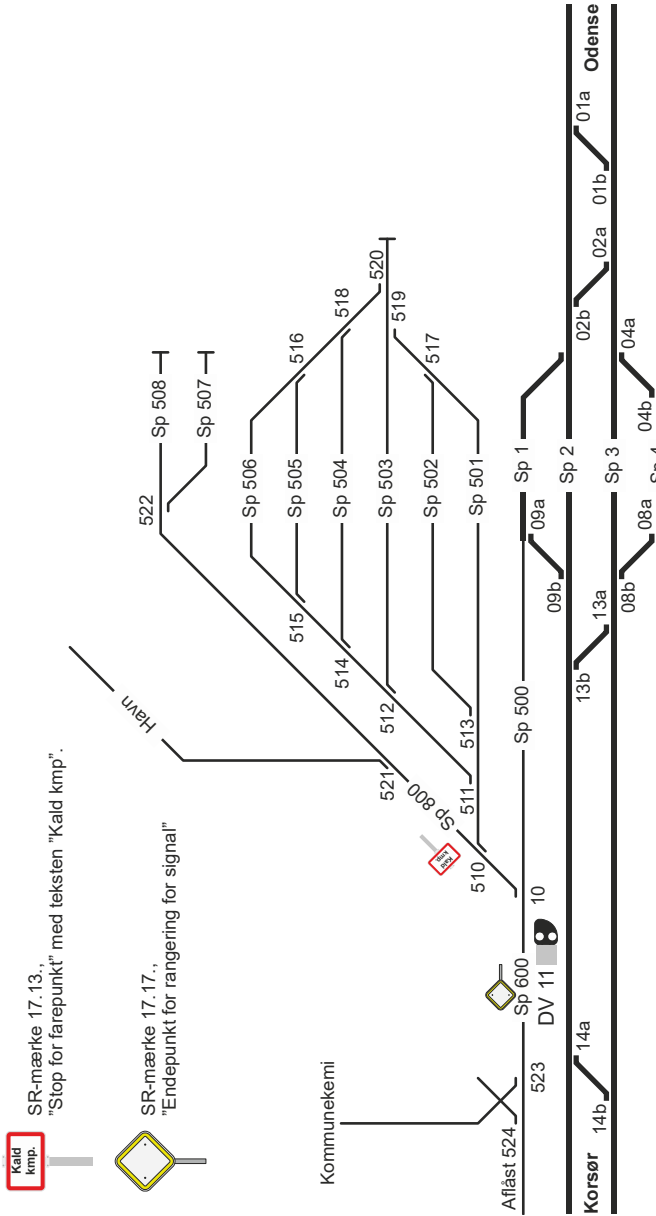 Kald
kmp.
SR-mærke 17.13.,
"Stop for farepunkt" med teksten "Kald kmp".
SR-mærke 17.17.,
"Endepunkt for rangering for signal"
Havn
522
Sp 508
Sp 507
516
518
520
519
517
Sp 506
Sp 505
Sp 504
Sp 503
Sp 502
Sp 501
515
514
512
513
511
521
Sp 800
Kald
kmp.
510
10
Kommunekemi
Aflåst 524
523
Sp 600
DV 11
Sp 500
Sp 1
Sp 2
Sp 3
Sp 4
09a
09b
Korsør
14b
14a
13b
13a
08b
08a
04b
04a
02b
02a
01b
01a
Odense